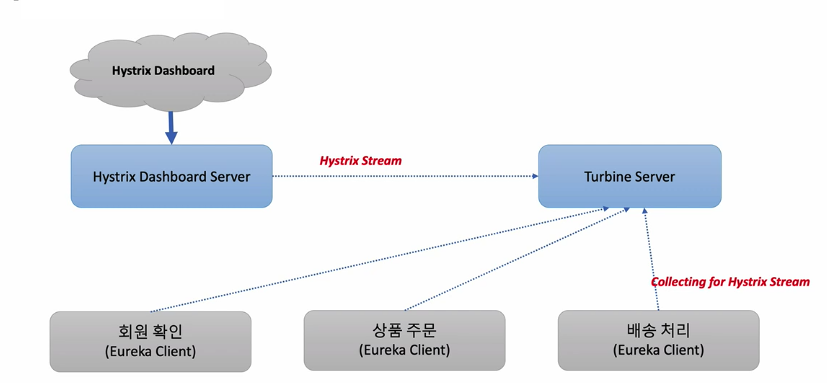 Hystrix Dashboard
Hystrix Dashboard Server
Hystrix Stream
Turbine Server
Collecting for Hystrix Stream
회원 확인
(Eureka Client)
상품 주문
(Eureka Client)
배송 처리
(Eureka Client)